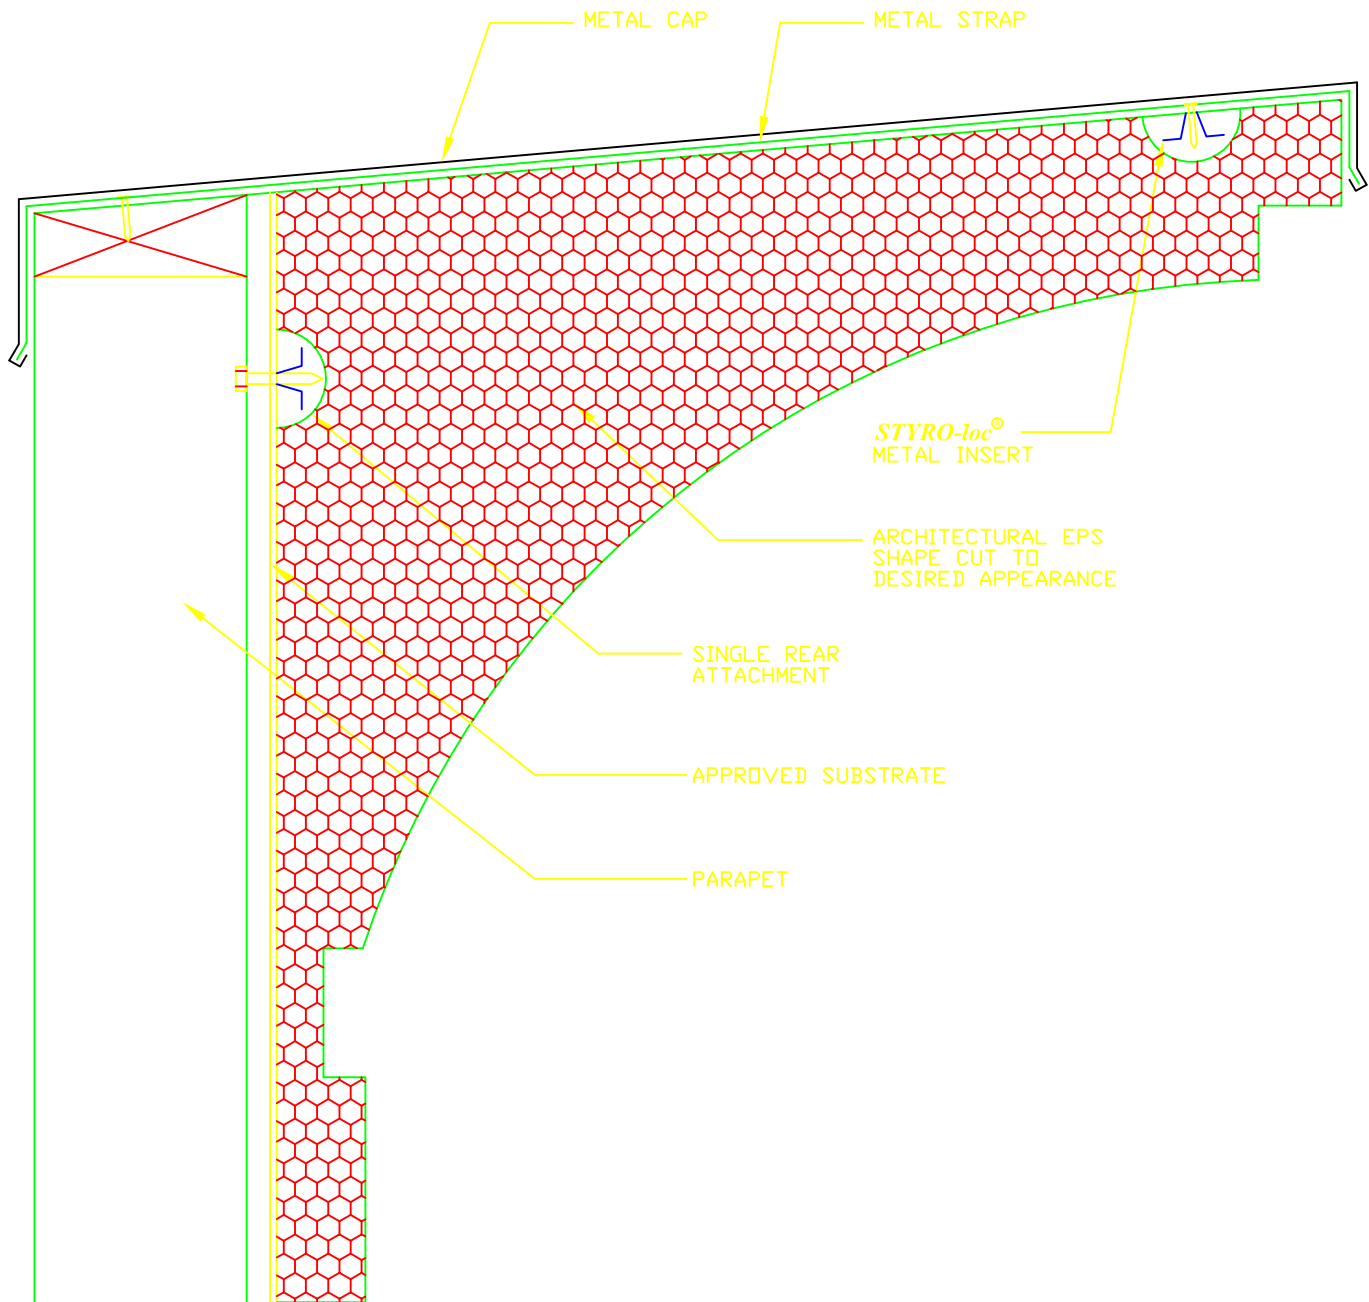 METAL CAP
METAL STRAP
STYRO-loc®
METAL INSERT
ARCHITECTURAL EPS
SHAPE CUT TO
DESIRED APPEARANCE
SINGLE REAR
ATTACHMENT
APPROVED SUBSTRATE
PARAPET